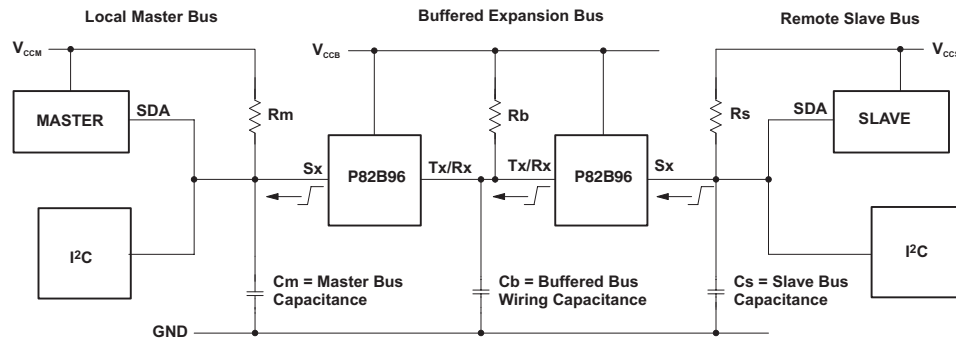 Local Master Bus
Buffered Expansion Bus
Remote Slave Bus
VCCM
VCCB
VCCS
MASTER
SDA
Rm
Rb
Rs
SDA
SLAVE
Sx
P82B96
Tx/Rx
Tx/Rx
P82B96
Sx
I²C
I²C
Cm = Master Bus
Capacitance
Cb = Buffered Bus
Wiring Capacitance
Cs = Slave Bus
Capacitance
GND